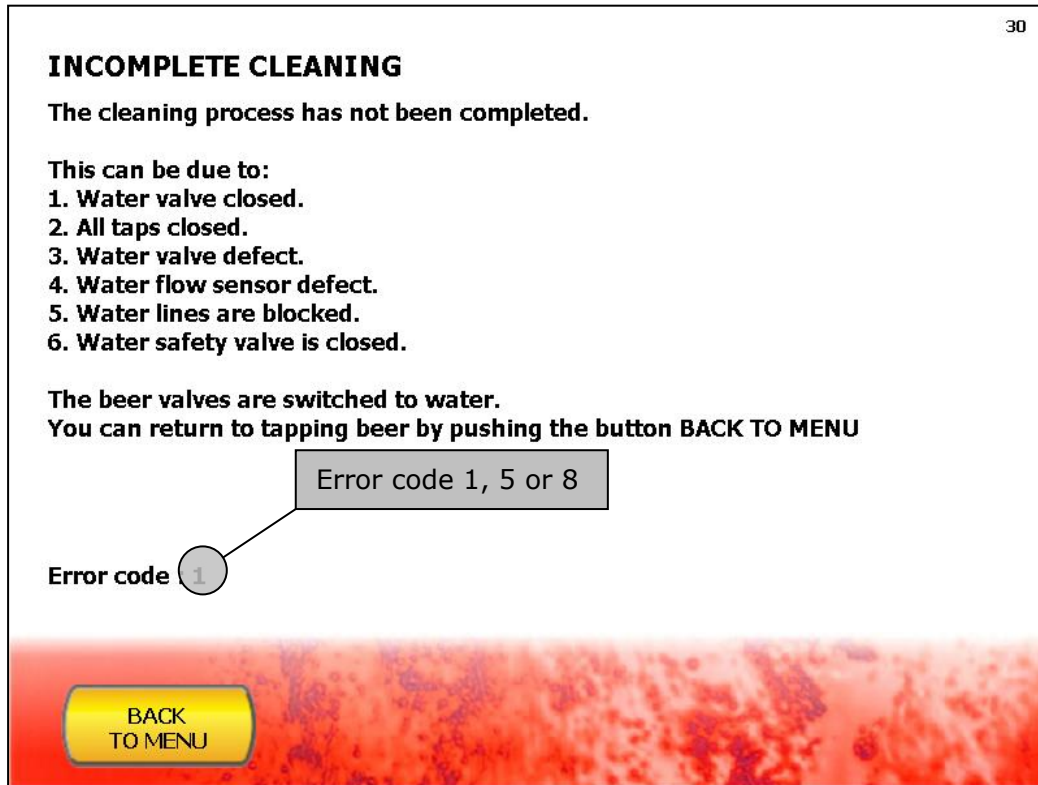 30
INCOMPLETE CLEANING
The cleaning process has not been completed.
This can be due to:
1. Water valve closed.
2. All taps closed.
3. Water valve defect.
4. Water flow sensor defect.
5. Water lines are blocked.
6. Water safety valve is closed.
The beer valves are switched to water.
You can return to tapping beer by pushing the button BACK TO MENU
Error code 1, 5 or 8
Error code : 1
BACK
TO MENU